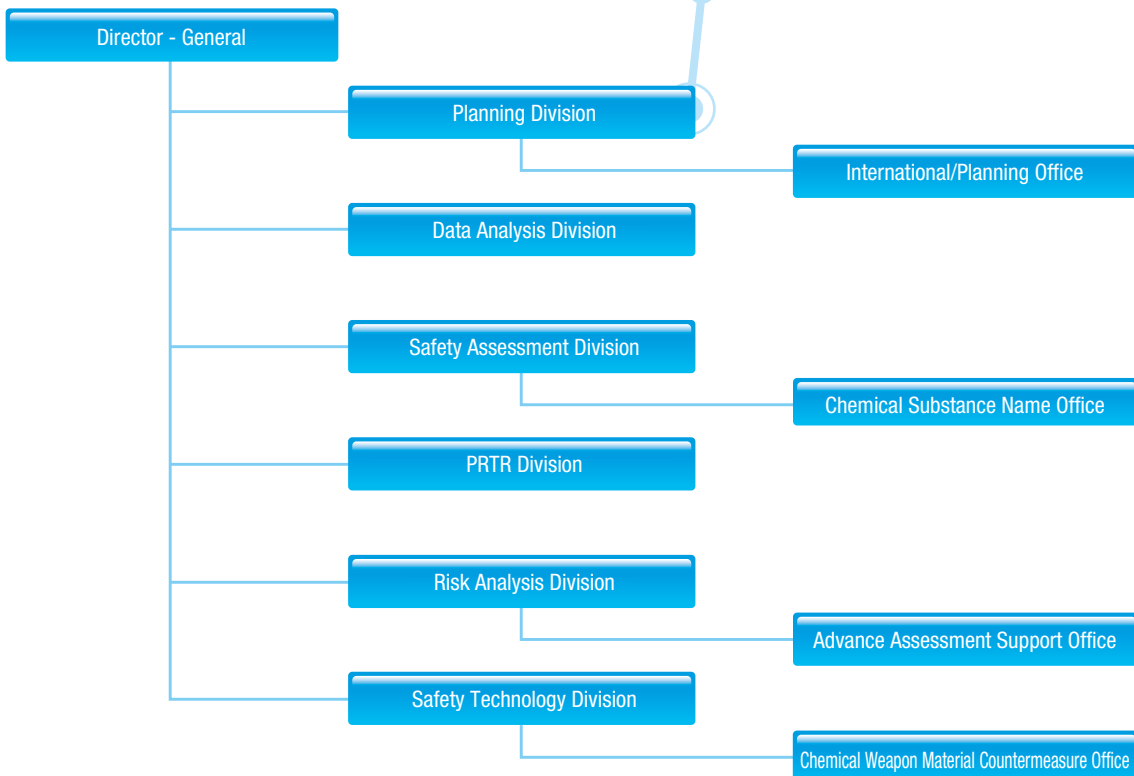 Director - General
Planning Division
International/Planning Office
Data Analysis Division
Safety Assessment Division
Chemical Substance Name Office
PRTR Division
Risk Analysis Division
Advance Assessment Support Office
Safety Technology Division
Chemical Weapon Material Countermeasure Office